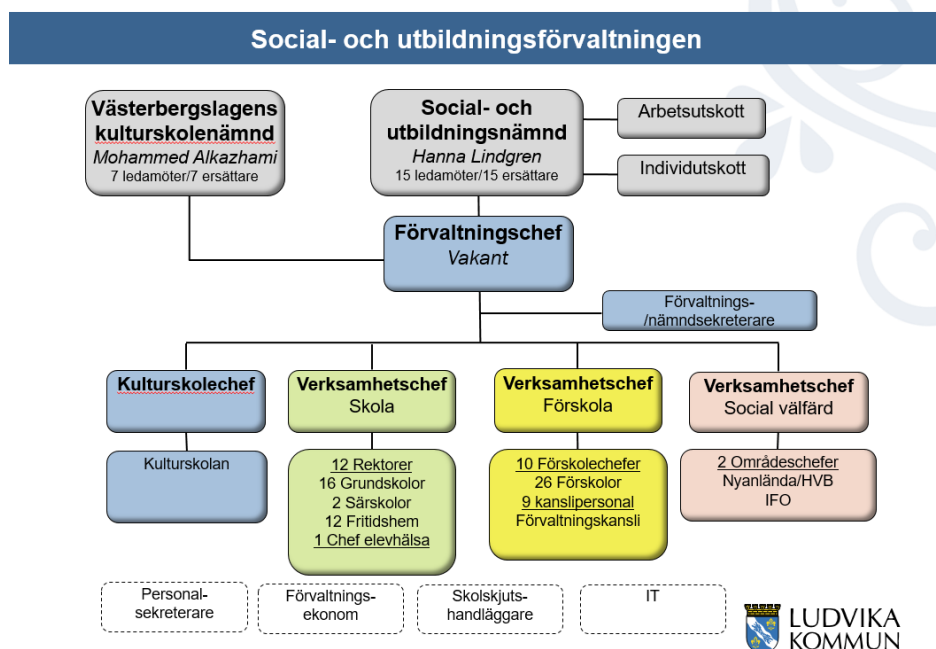 Social- och utbildningsförvaltningen
Västerbergslagens
kulturskolenämnd
Mohammed Alkazhami
7 ledamöter/7 ersättare
Social- och
utbildningsnämnd
Hanna Lindgren
15 ledamöter/15 ersättare
Arbetsutskott
Individutskott
Förvaltningschef
Vakant
Förvaltnings-
/nämndsekreterare
Kulturskolechef
Kulturskolan
Verksamhetschef
Skola
12 Rektorer
16 Grundskolor
2 Särskolor
12 Fritidshem
1 Chef elevhälsa
Verksamhetschef
Förskola
10 Förskolechefer
26 Förskolor
9 kanslipersonal
Förvaltningskansli
Verksamhetschef
Social välfärd
2 Områdeschefer
Nyanlända/HVB
IFO
Personal-
sekreterare
Förvaltnings-
ekonom
Skolskjuts-
handläggare
IT
LUDVIKA
KOMMUN